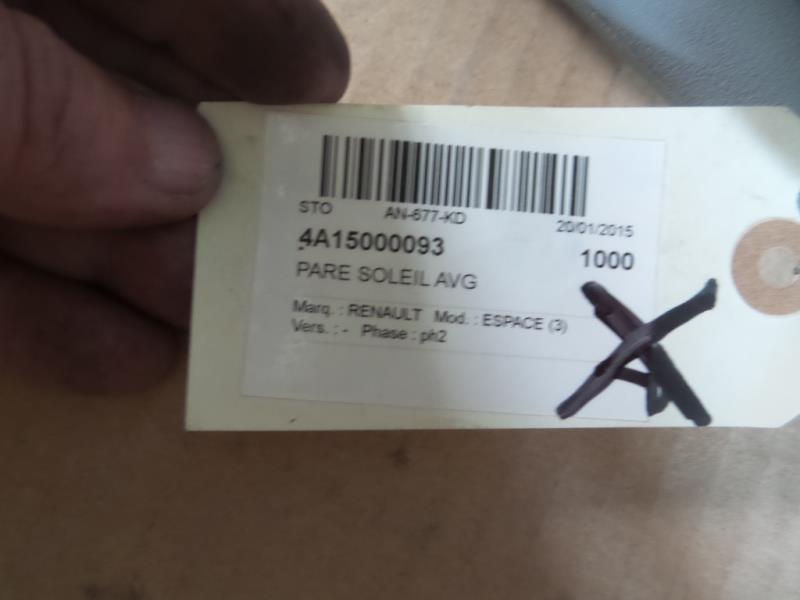 STO AN-677-KD 20/01/2015
4A15000093 1000
PARE SOLEIL AVG
Marq. : RENAULT Mod. : ESPACE (3)
Vers. : - Phase : ph2